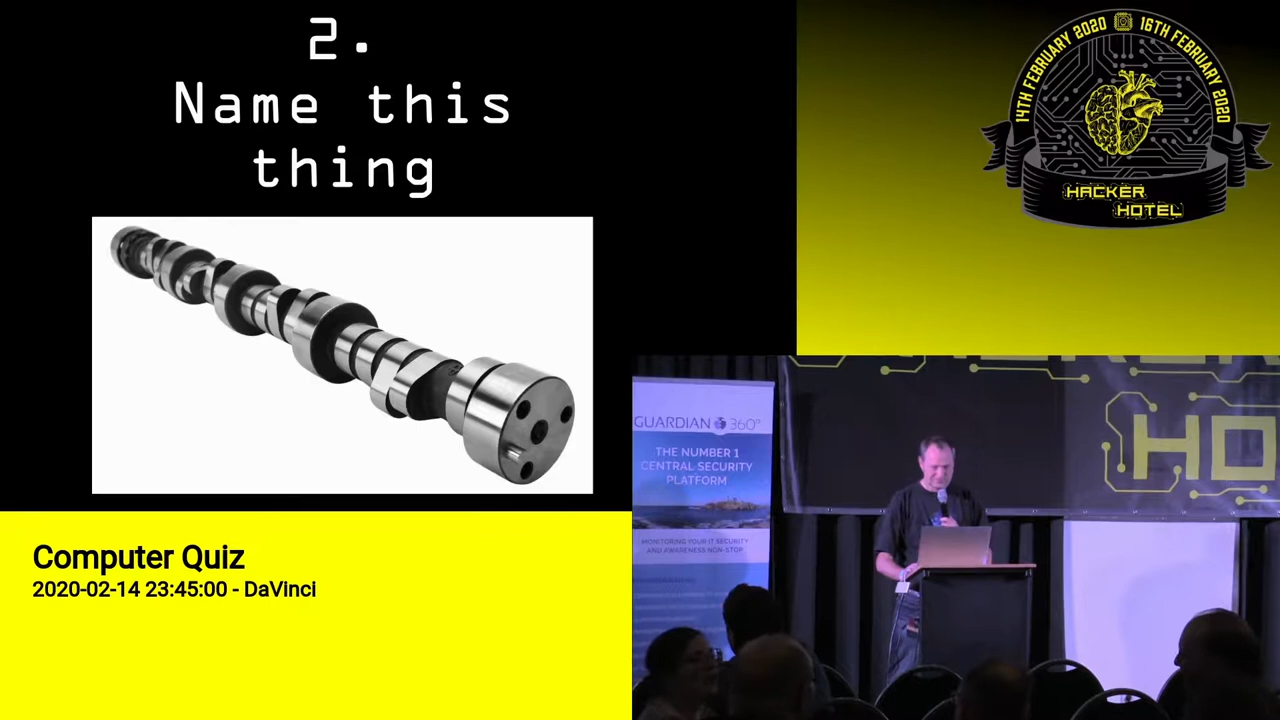 2.
Name this
thing
14TH FEBRUARY 2020
16TH FEBRUARY 2020
HACKER
HOTEL
GUARDIAN 360°
THE NUMBER 1
CENTRAL SECURITY
PLATFORM
MONITORING YOUR IT SECURITY
AND AWARENESS NON-STOP
HO
Computer Quiz
2020-02-14 23:45:00 - DaVinci